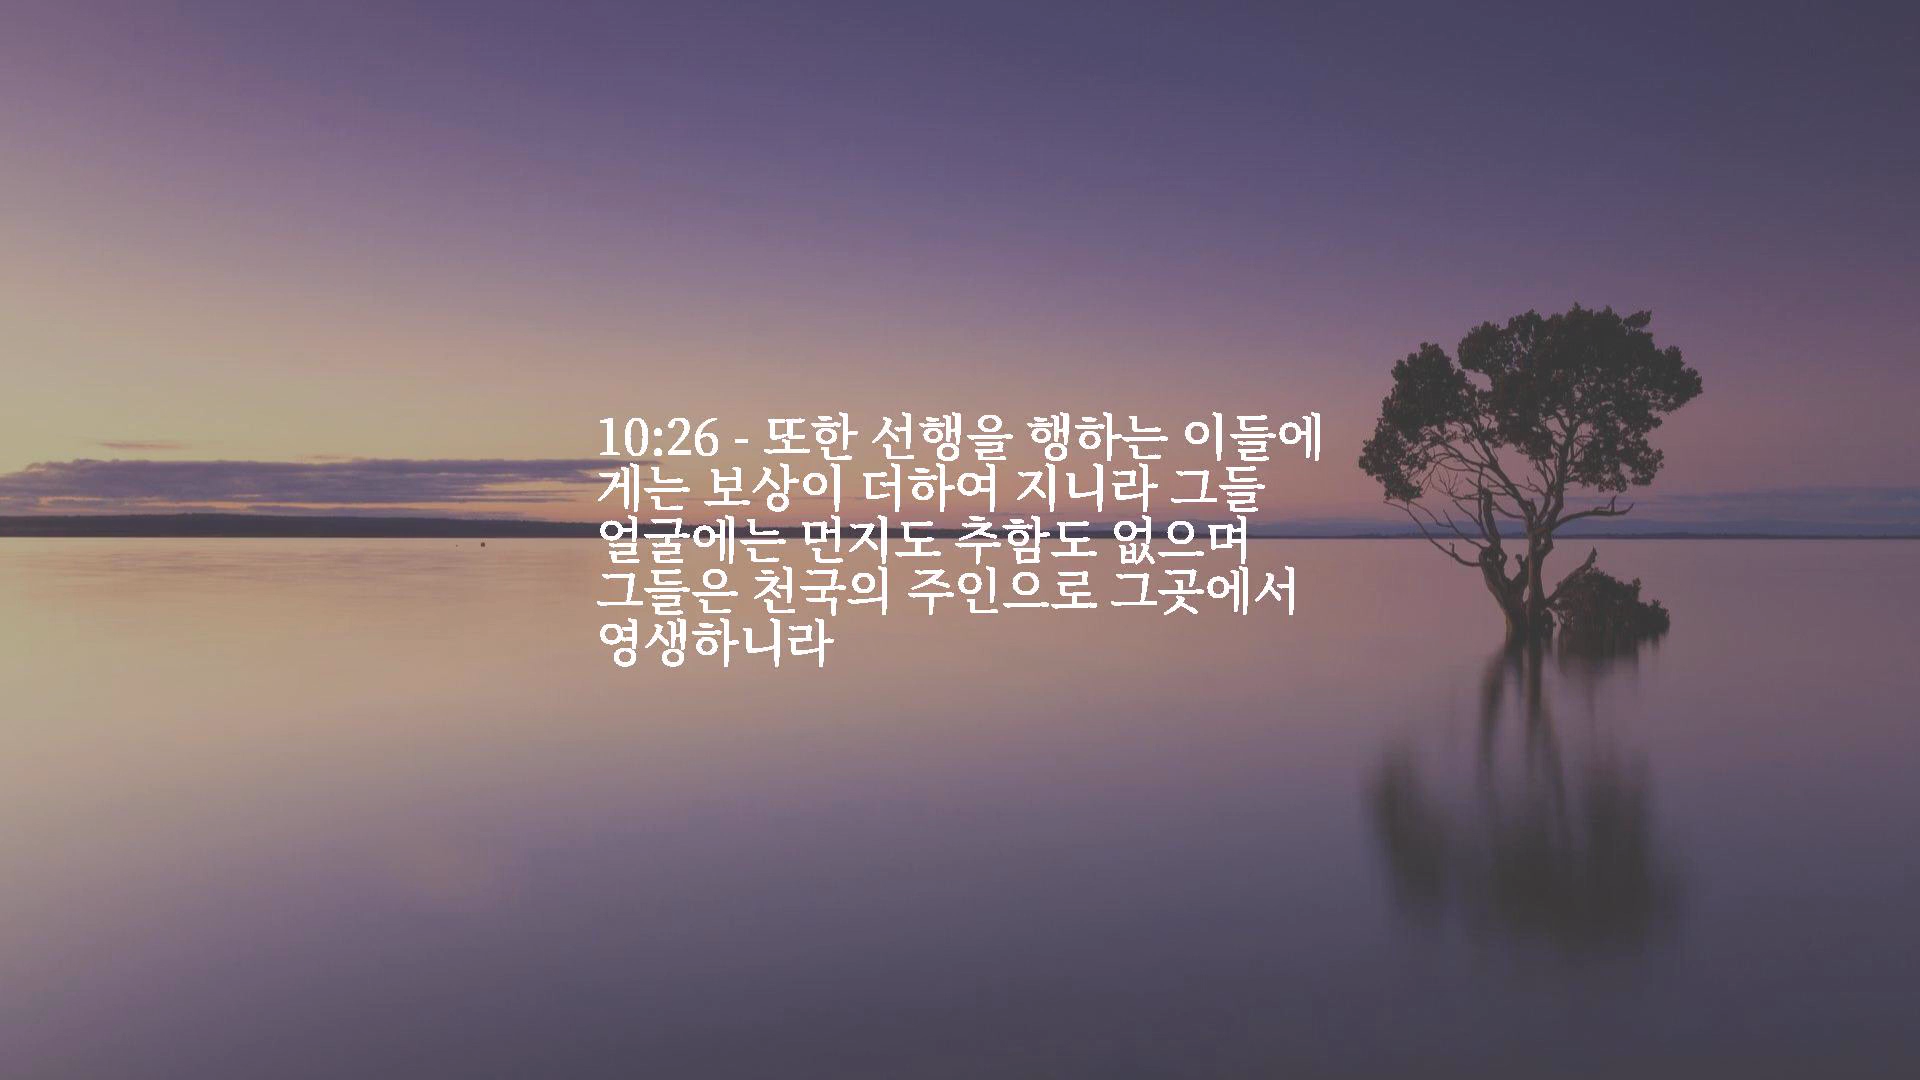 10:26 - 또한 선행을 행하는 이들에
게는 보상이 더하여 지니라 그들
얼굴에는 먼지도 추함도 없으며
그들은 천국의 주인으로 그곳에서
영생하니라